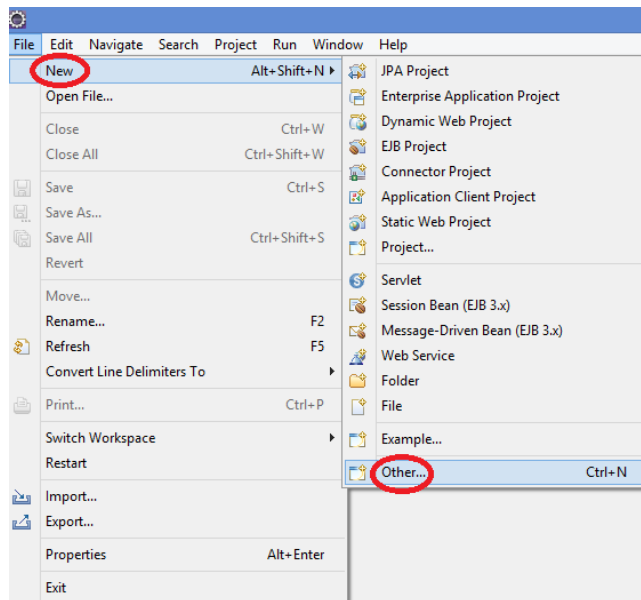 File Edit Navigate Search Project Run Window Help
New Alt+Shift+N
Open File...
Close Ctrl+W
Close All Ctrl+Shift+W
Save Ctrl+S
Save As...
Save All Ctrl+Shift+S
Revert
Move...
Rename... F2
Refresh F5
Convert Line Delimiters To
Print... Ctrl+P
Switch Workspace
Restart
Import...
Export...
Properties Alt+Enter
Exit
JPA Project
Enterprise Application Project
Dynamic Web Project
EJB Project
Connector Project
Application Client Project
Static Web Project
Project...
Servlet
Session Bean (EJB 3.x)
Message-Driven Bean (EJB 3.x)
Web Service
Folder
File
Example...
Other... Ctrl+N